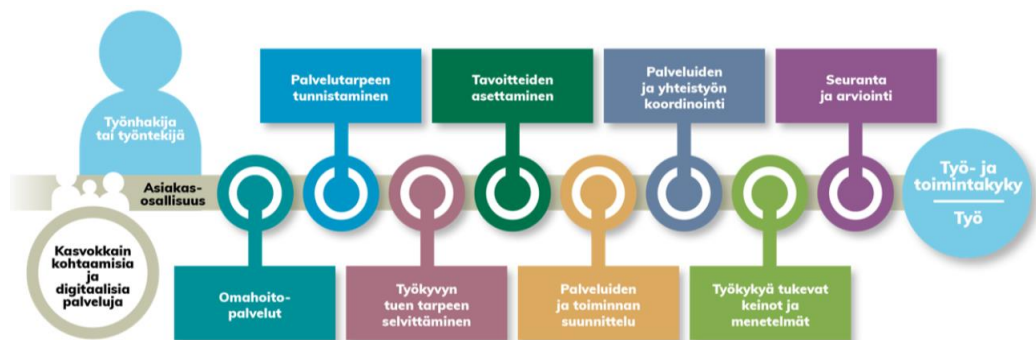 Työnhakija
tai työntekijä
Asiakas-
osallisuus
Kasvokkain
kohtaamisia
ja
digitaalisia
palveluja
Omahoito-
palvelut
Palvelutarpeen
tunnistaminen
Työkyvyn
tuen tarpeen
selvittäminen
Tavoitteiden
asettaminen
Palveluiden
ja toiminnan
suunnittelu
Palveluiden
ja yhteistyön
koordinointi
Työkykyä tukevat
keinot ja
menetelmät
Seuranta
ja arviointi
Työ- ja
toimintakyky
Työ